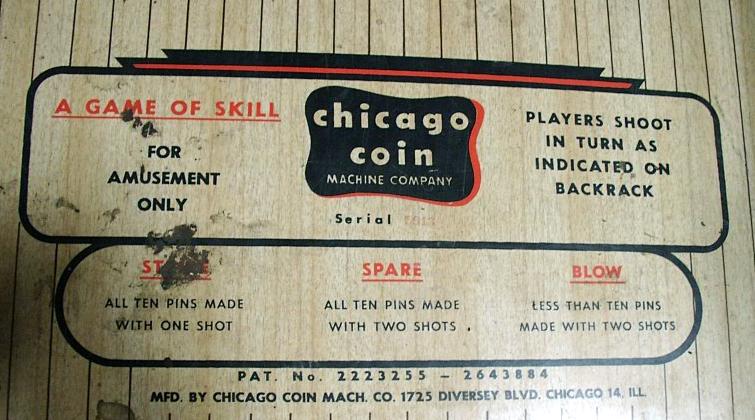 A GAME OF SKILL
FOR
AMUSEMENT
ONLY
chicago
coin
MACHINE COMPANY
Serial
PLAYERS SHOOT
IN TURN AS
INDICATED ON
BACKRACK
ALL TEN PINS MADE
WITH ONE SHOT
SPARE
ALL TEN PINS MADE
WITH TWO SHOTS .
BLOW
LESS THAN TEN PINS
MADE WITH TWO SHOTS
PAT. No. 2223255 - 2643884
MFD. BY CHICAGO COIN MACH. CO. 1725 DIVERSEY BLVD. CHICAGO 14, ILL.